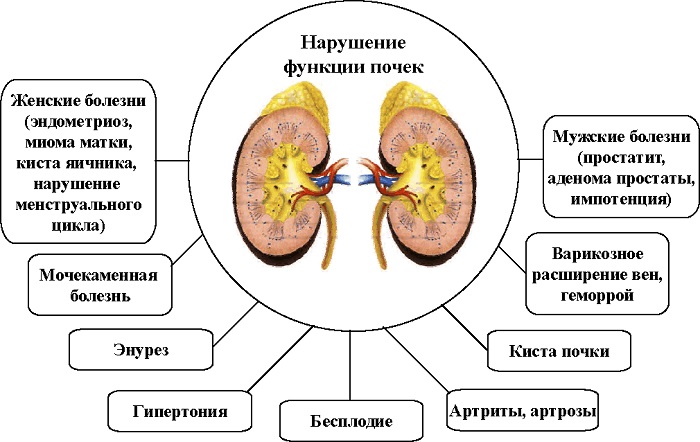 Нарушение
функции почек
Женские болезни
(эндометриоз,
миома матки,
киста яичника,
нарушение
менструального
цикла)
Мужские болезни
(простатит,
аденома простаты,
импотенция)
Мочекаменная
болезнь
Варикозное
расширение вен,
геморрой
Энурез
Киста почки
Гипертония
Бесплодие
Артриты, артрозы